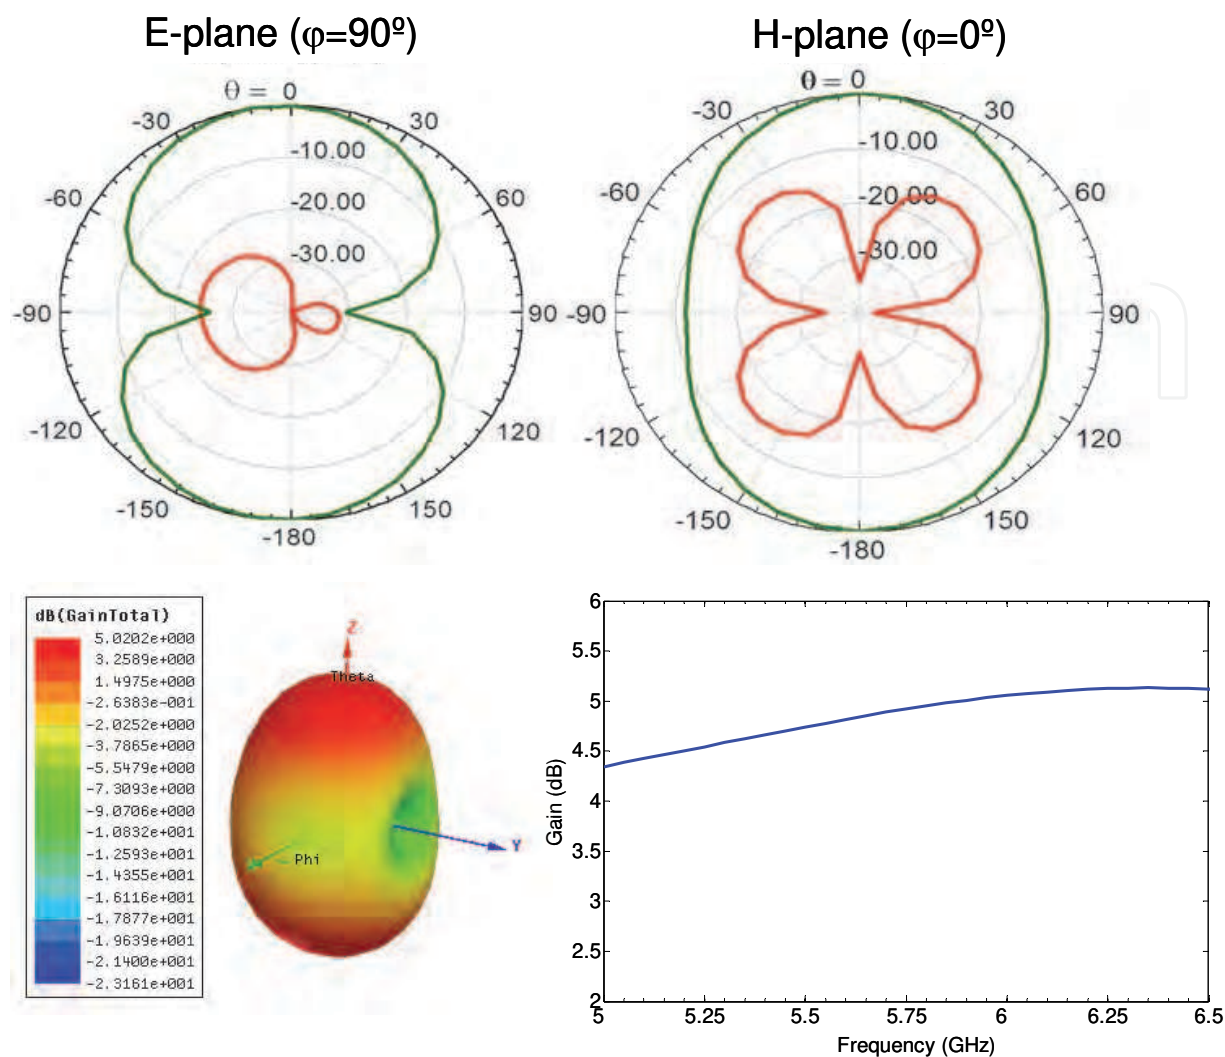 E-plane (φ=90º)
H-plane (φ=0º)
θ = 0
-30
30
-10.00
-60
60
-20.00
-30.00
-90
90
-120
120
-150
150
-180
θ = 0
-30
30
-10.00
-60
60
-20.00
-30.00
-90
90
-120
120
-150
150
-180
dB(GainTotal)
5.0202e+000
3.2589e+000
1.4975e+000
-2.6383e-001
-2.0252e+000
-3.7865e+000
-5.5479e+000
-7.3093e+000
-9.0706e+000
-1.0832e+001
-1.2593e+001
-1.4355e+001
-1.6116e+001
-1.7877e+001
-1.9639e+001
-2.1400e+001
-2.3161e+001
Z
Theta
Y
Phi
6
5.5
5
4.5
4
3.5
3
2.5
2
Gain (dB)
5
5.25
5.5
5.75
6
6.25
6.5
Frequency (GHz)